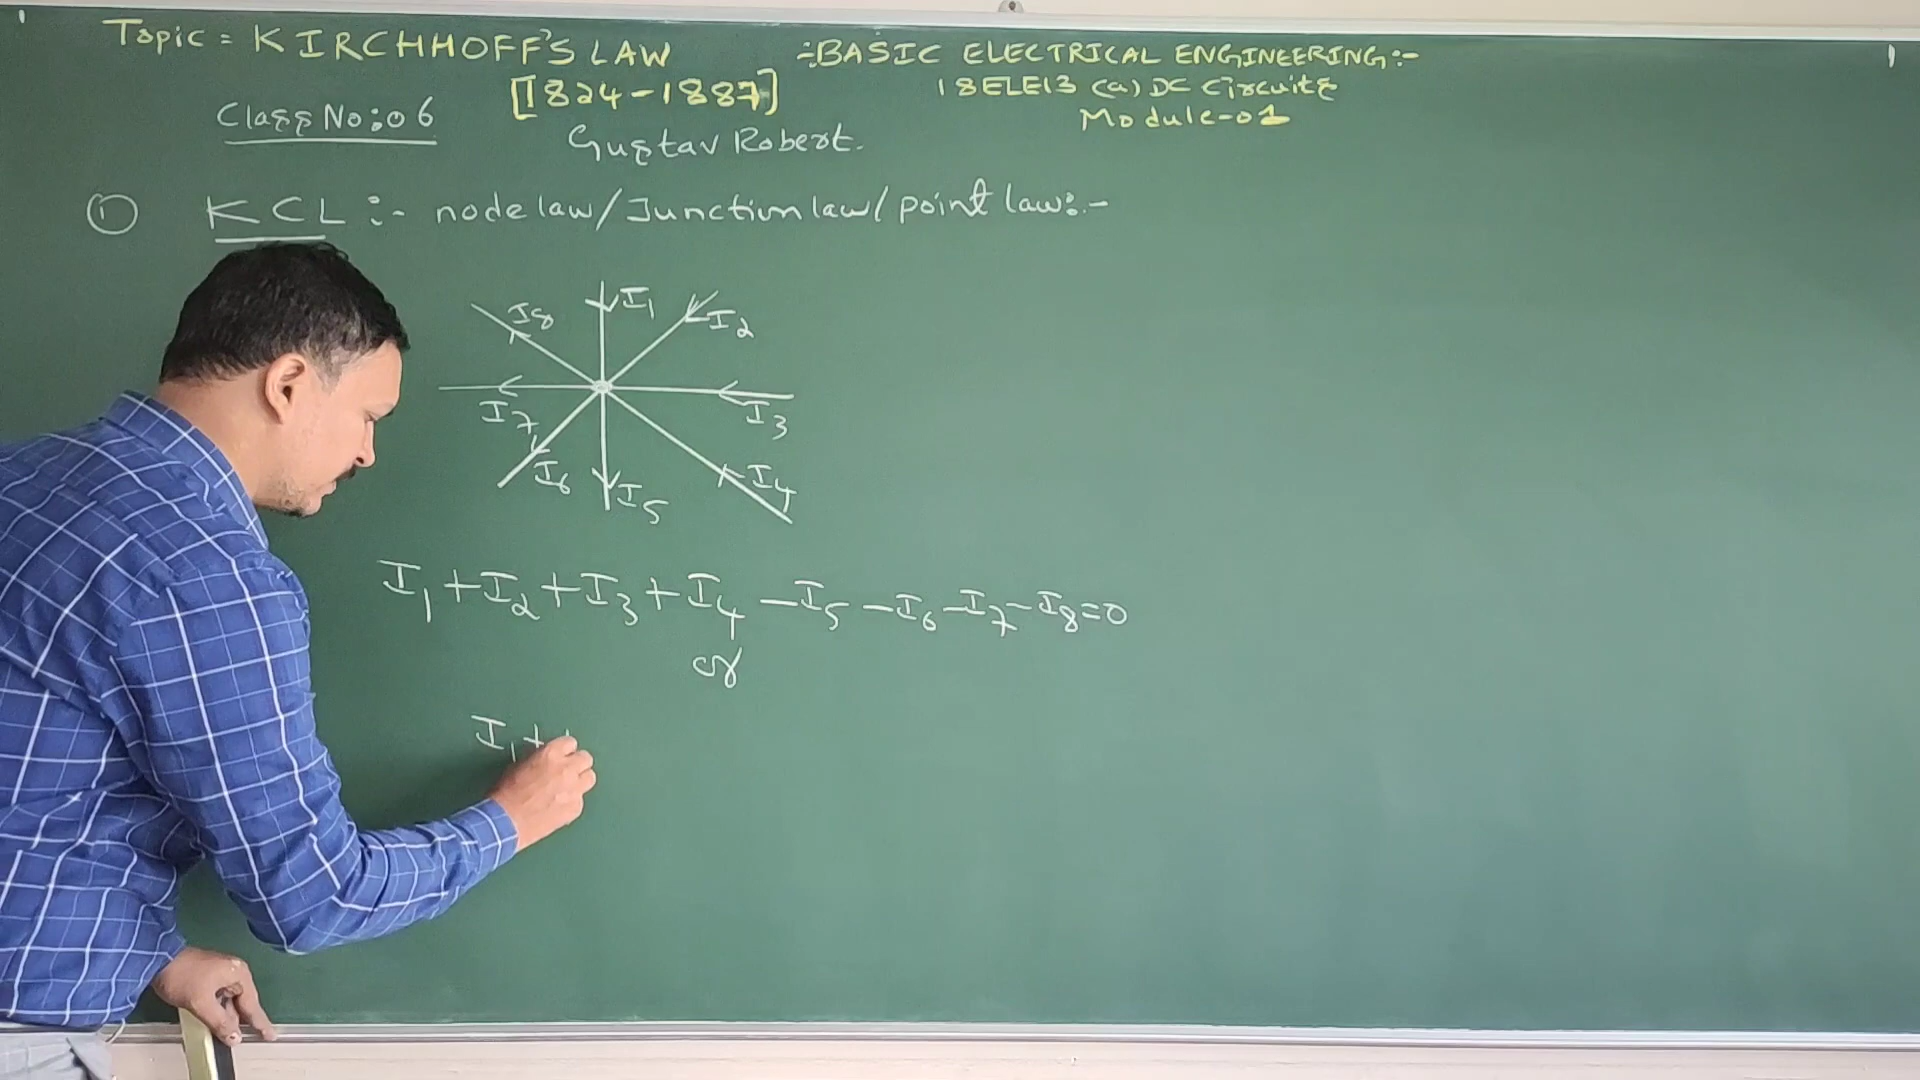 Topic = KIRCHHOFF'S LAW
[1824-1887]
Class No:06
Gustav Robert.
:-BASIC ELECTRICAL ENGINEERING:-
18ELE13 (a) DC Circuits
Module-01
① KCL :- node law/Junction law/point law:-
I8
I1
I2
I7
I3
I6
I5
I4
I1+I2+I3+I4-I5-I6-I7-I8=0
or
I1+